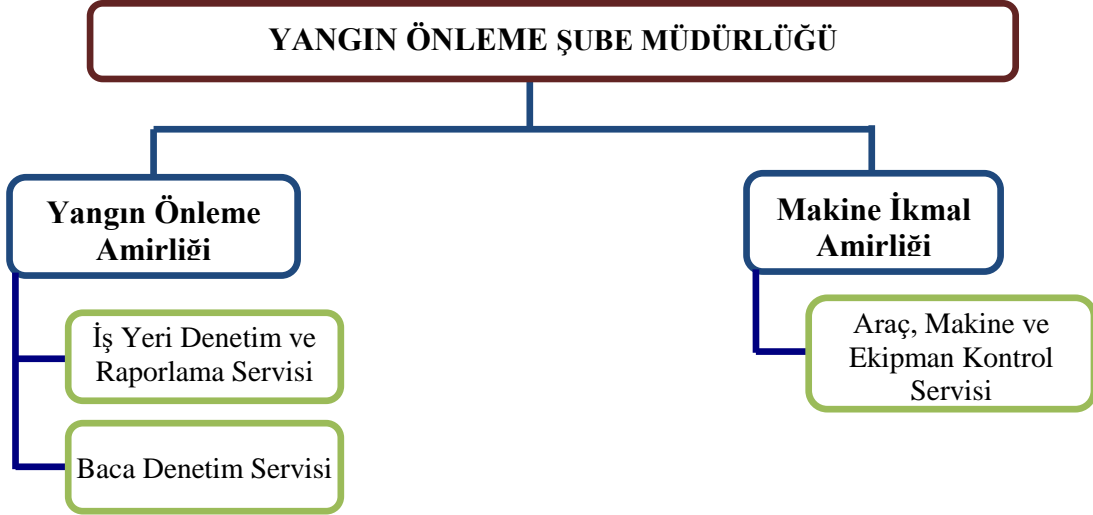 YANGIN ÖNLEME ŞUBE MÜDÜRLÜĞÜ
Yangın Önleme
Amirliği
Makine İkmal
Amirliği
İş Yeri Denetim ve
Raporlama Servisi
Baca Denetim Servisi
Araç, Makine ve
Ekipman Kontrol
Servisi